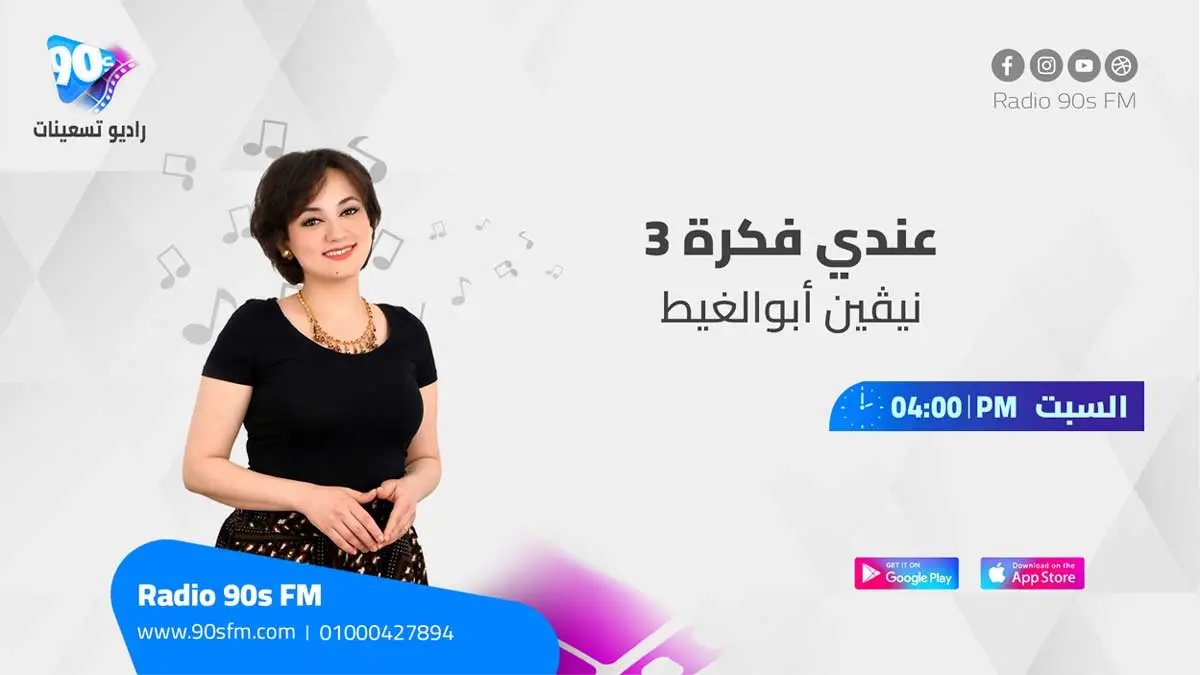 90s
راديو تسعينات
Radio 90s FM
عندي فكرة 3
نيڤين أبوالغيط
السبت 04:00 | PM
GET IT ON
Google Play
Download on the
App Store
Radio 90s FM
www.90sfm.com | 01000427894